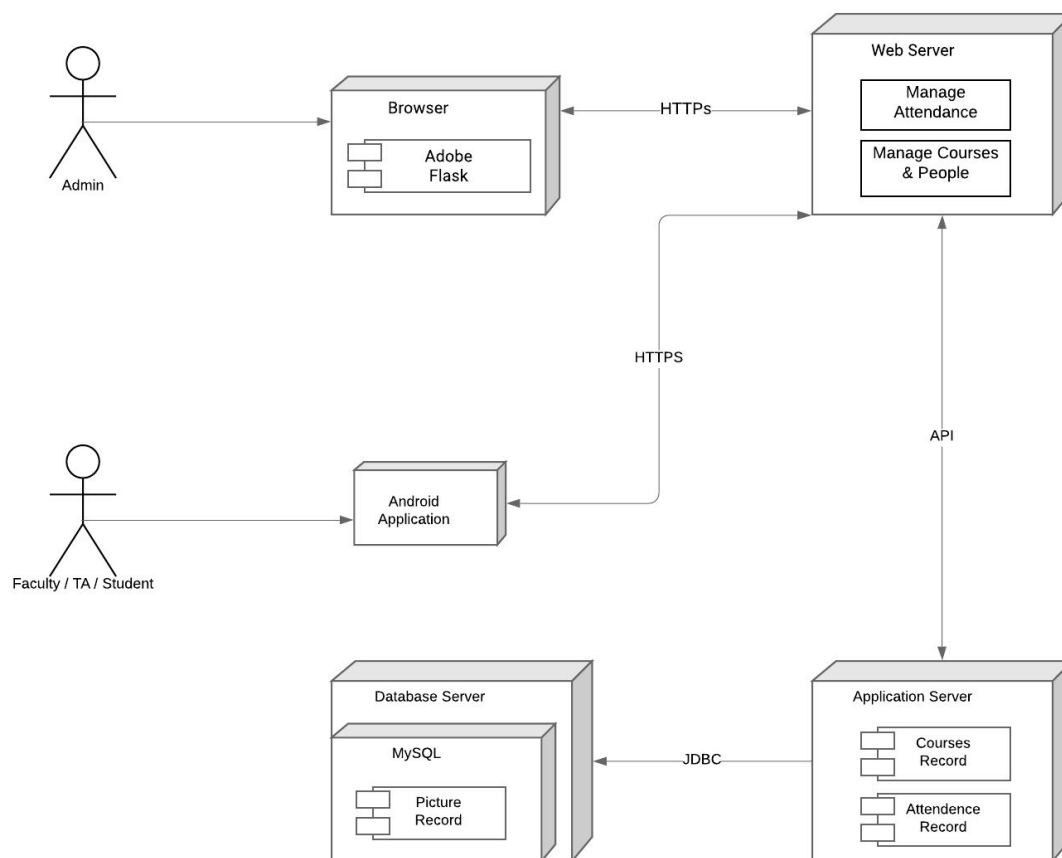 Web Server
Manage
Attendance
Manage Courses
& People
Browser
Adobe
Flask
HTTPs
Admin
HTTPS
API
Android
Application
Faculty / TA / Student
Database Server
MySQL
Picture
Record
JDBC
Application Server
Courses
Record
Attendence
Record